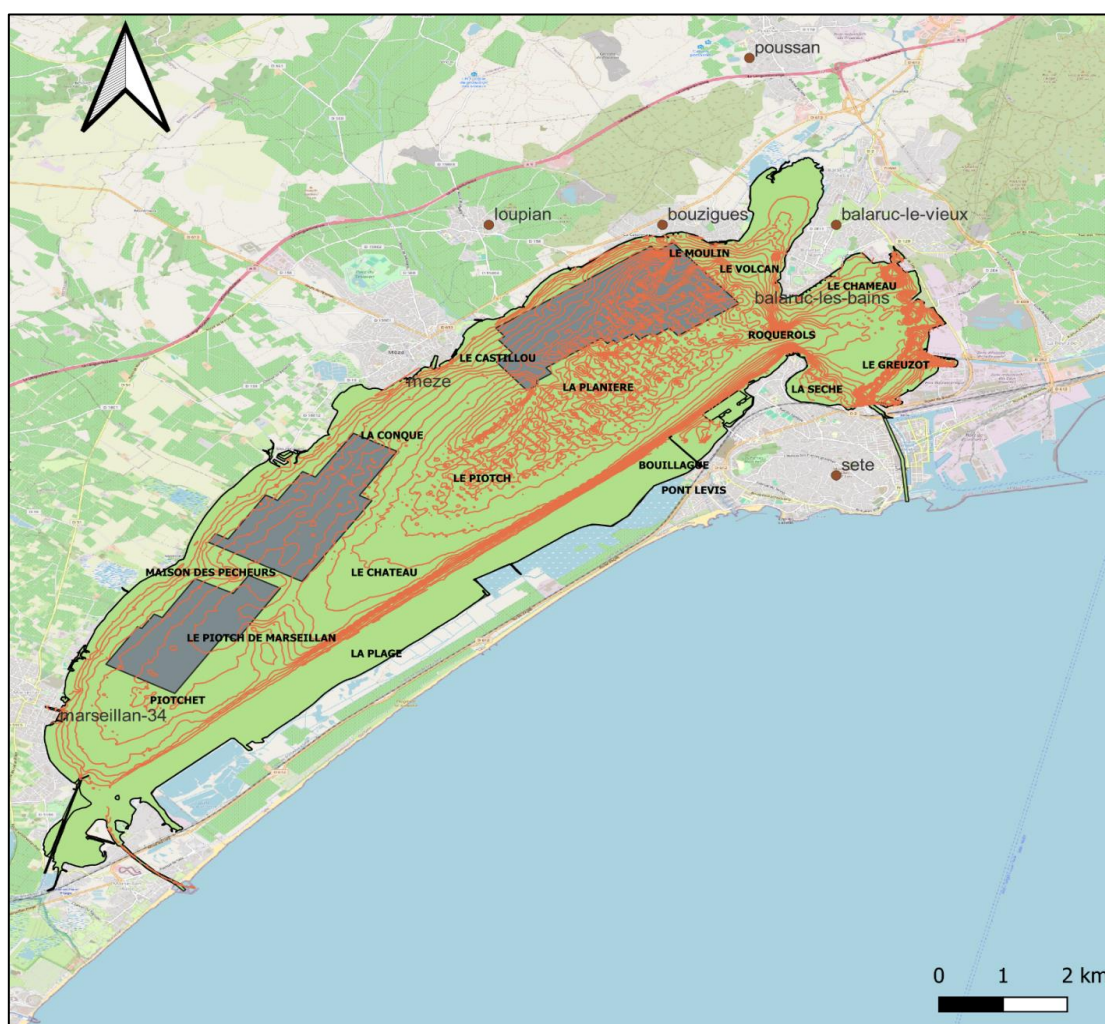 poussan
loupian
bouzigues
balaruc-le-vieux
LE MOULIN
LE VOLCAN
LE CHAMEAU
balaruc-les-bains
ROQUEROLS
LE CASTILLOU
LE GREUZOT
meze
LA PLANIERE
LA SECHE
LA CONQUE
BOUILLAGUE
sete
LE PIOTCH
PONT LEVIS
MAISON DES PECHEURS
LE CHATEAU
LE PIOTCH DE MARSEILLAN
LA PLAGE
PIOTCHET
marseillan-34
0 1 2 km